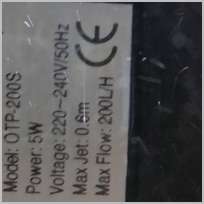 Model: OTP-200S
Power: 5W
Voltage: 220~240V/50Hz
Max Jet: 0.6m
Max Flow: 200L/H
CE